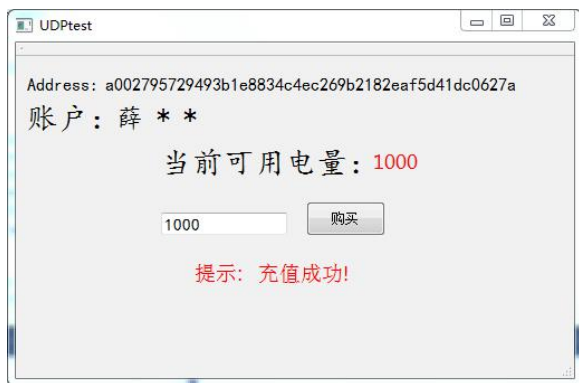 UDPtest
Address: a002795729493b1e8834c4ec269b2182eaf5d41dc0627a
账户: 薛 * *
当前可用电量: 1000
1000 购买
提示: 充值成功!